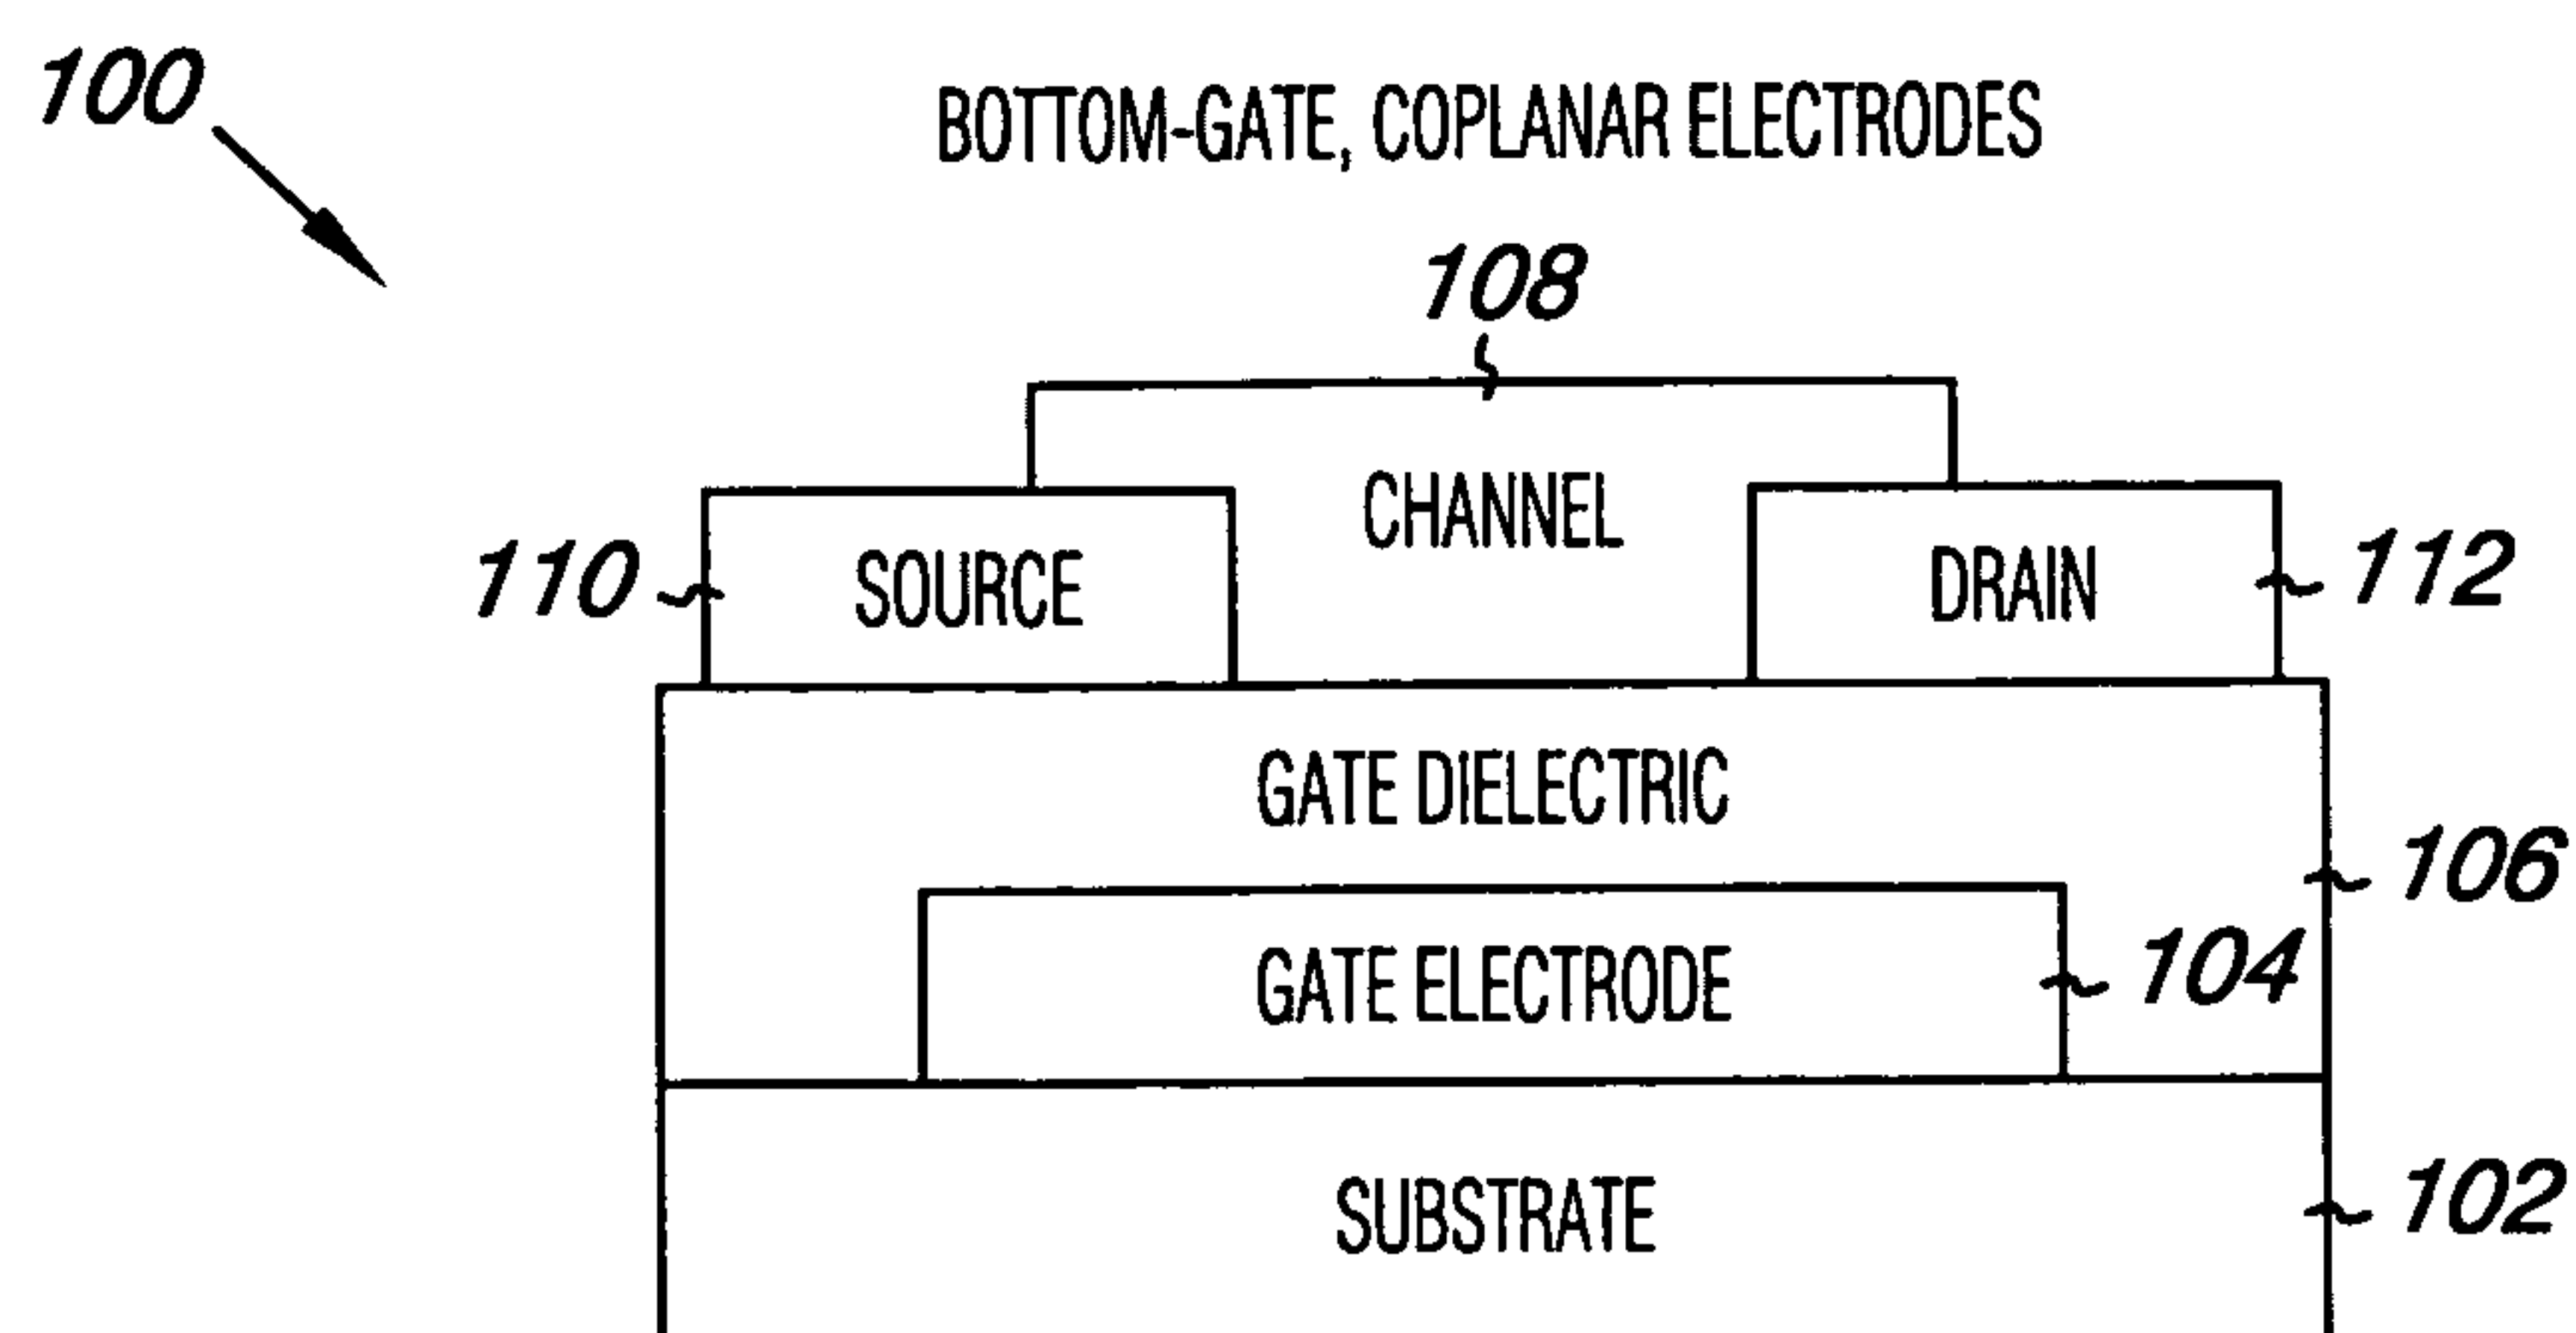 100
BOTTOM-GATE, COPLANAR ELECTRODES
108
CHANNEL
110
SOURCE
DRAIN
112
GATE DIELECTRIC
106
GATE ELECTRODE
104
SUBSTRATE
102